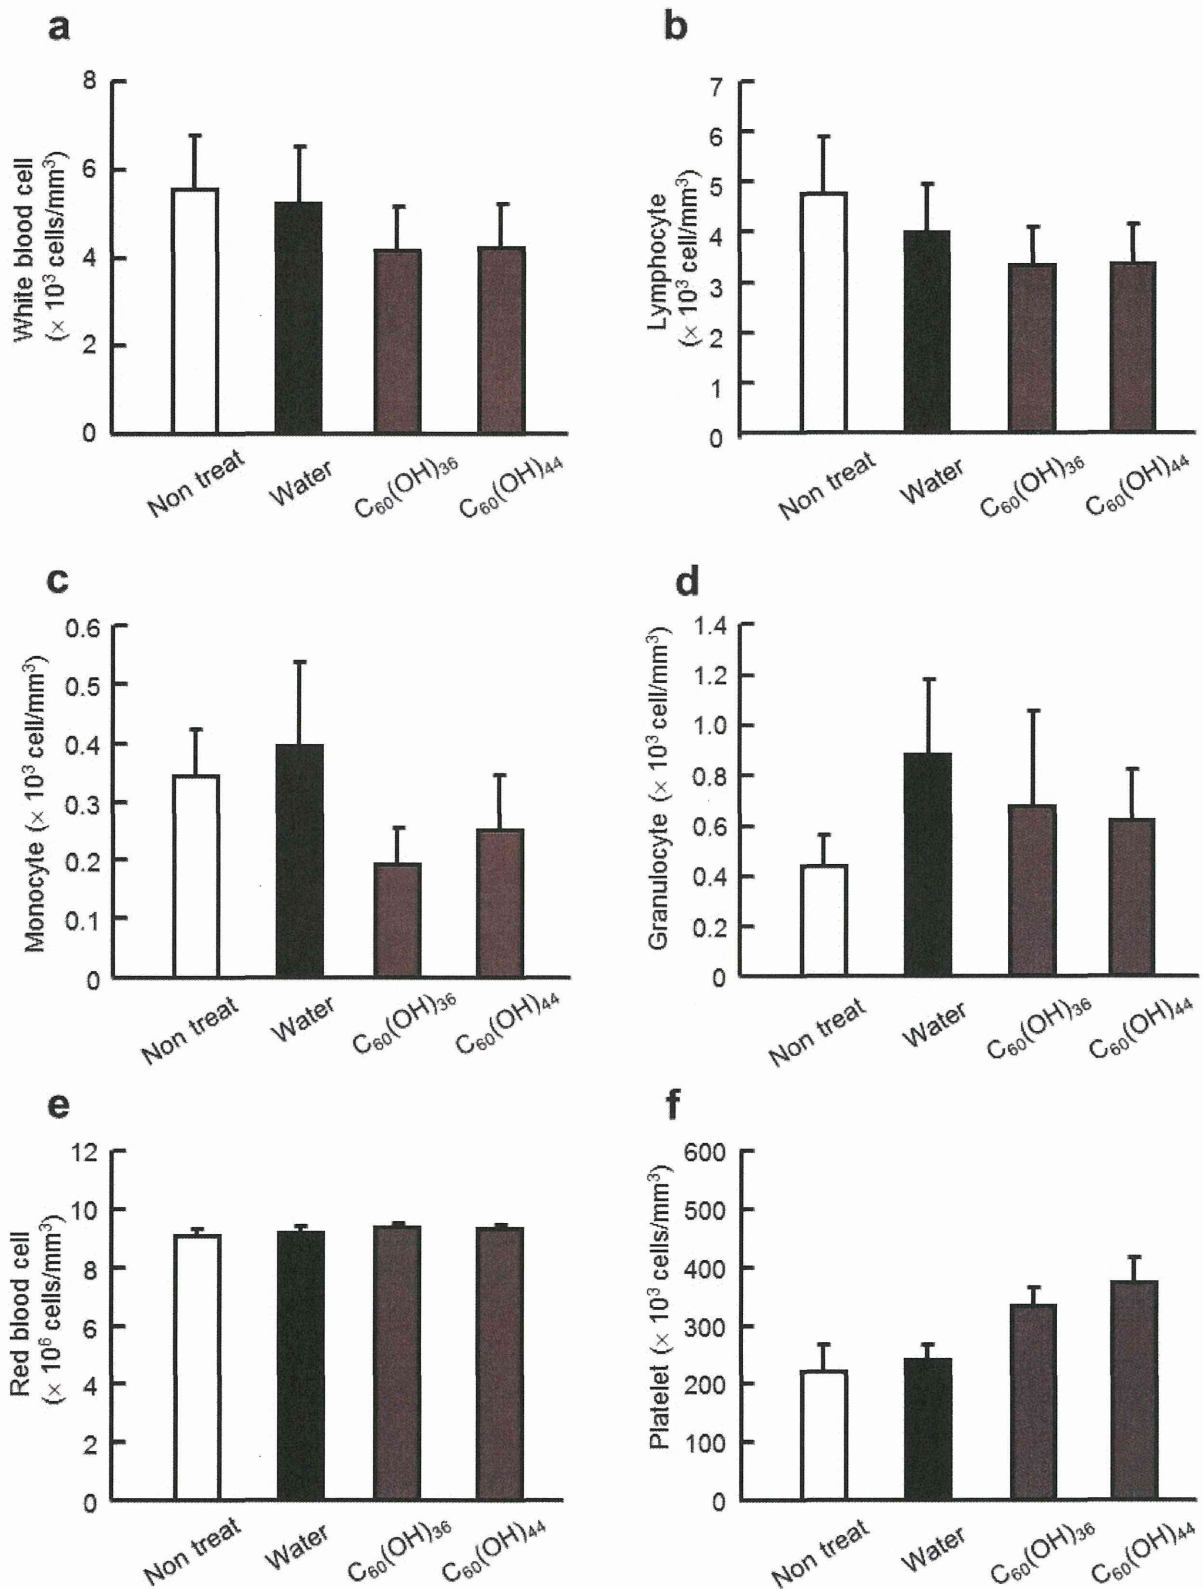 a
White blood cell
(× 10³ cells/mm³)
8
6
4
2
0
Non treat
Water
C₆₀(OH)₃₆
C₆₀(OH)₄₄
b
Lymphocyte
(× 10³ cell/mm³)
7
6
5
4
3
2
1
0
Non treat
Water
C₆₀(OH)₃₆
C₆₀(OH)₄₄
c
Monocyte (× 10³ cell/mm³)
0.6
0.5
0.4
0.3
0.2
0.1
0
Non treat
Water
C₆₀(OH)₃₆
C₆₀(OH)₄₄
d
Granulocyte (× 10³ cell/mm³)
1.4
1.2
1.0
0.8
0.6
0.4
0.2
0
Non treat
Water
C₆₀(OH)₃₆
C₆₀(OH)₄₄
e
Red blood cell
(× 10⁶ cells/mm³)
12
10
8
6
4
2
0
Non treat
Water
C₆₀(OH)₃₆
C₆₀(OH)₄₄
f
Platelet (× 10³ cells/mm³)
600
500
400
300
200
100
0
Non treat
Water
C₆₀(OH)₃₆
C₆₀(OH)₄₄